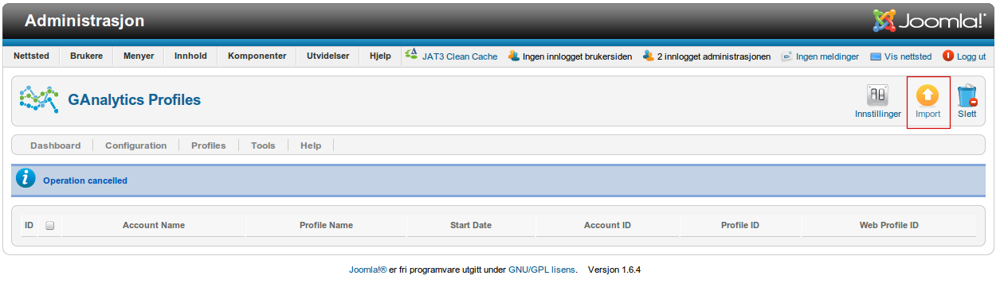 Administrasjon
Joomla!®
Nettsted Brukere Menyer Innhold Komponenter Utvidelser Hjelp JAT3 Clean Cache Ingen innlogget brukersiden 2 innlogget administrasjonen Ingen meldinger Vis nettsted Logg ut
GAnalytics Profiles
Innstillinger Import Slett
Dashboard Configuration Profiles Tools Help
Operation cancelled
ID Account Name Profile Name Start Date Account ID Profile ID Web Profile ID
Joomla!® er fri programvare utgitt under GNU/GPL lisens. Versjon 1.6.4